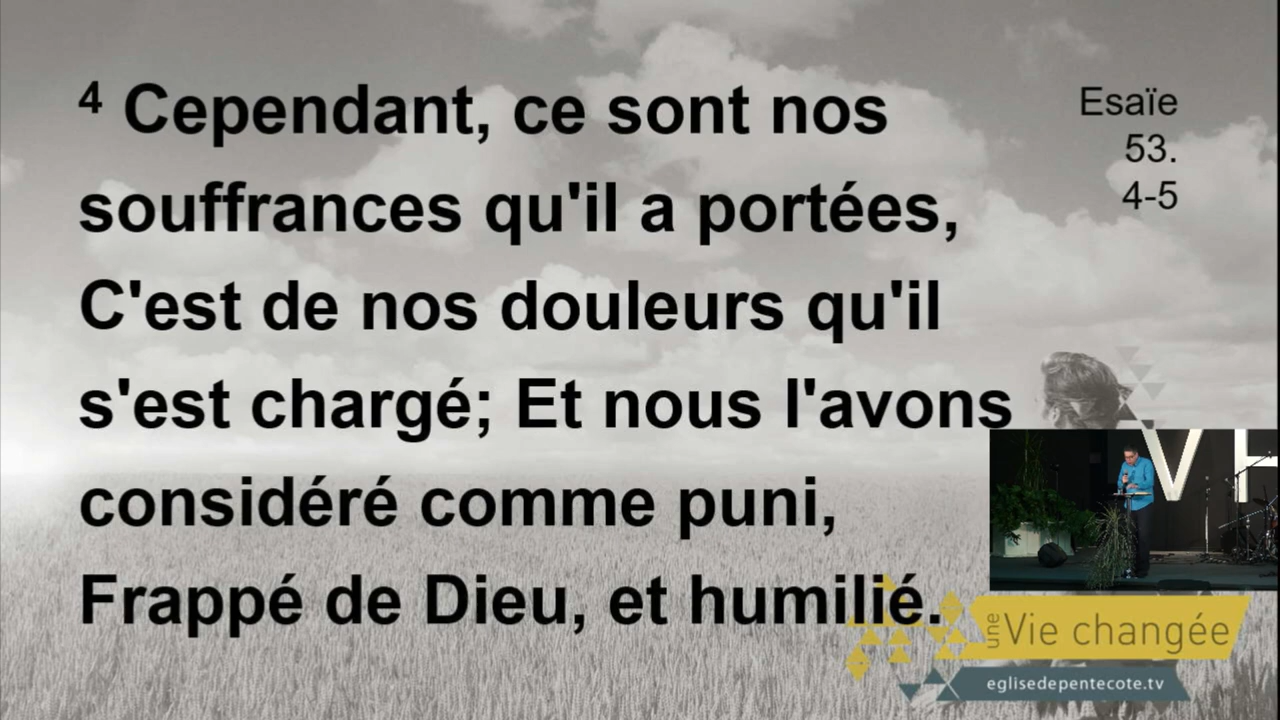 4 Cependant, ce sont nos
souffrances qu'il a portées,
C'est de nos douleurs qu'il
s'est chargé; Et nous l'avons
considéré comme puni,
Frappé de Dieu, et humilié.
Esaïe
53.
4-5
VE
une Vie changée
eglisedepentecote.tv